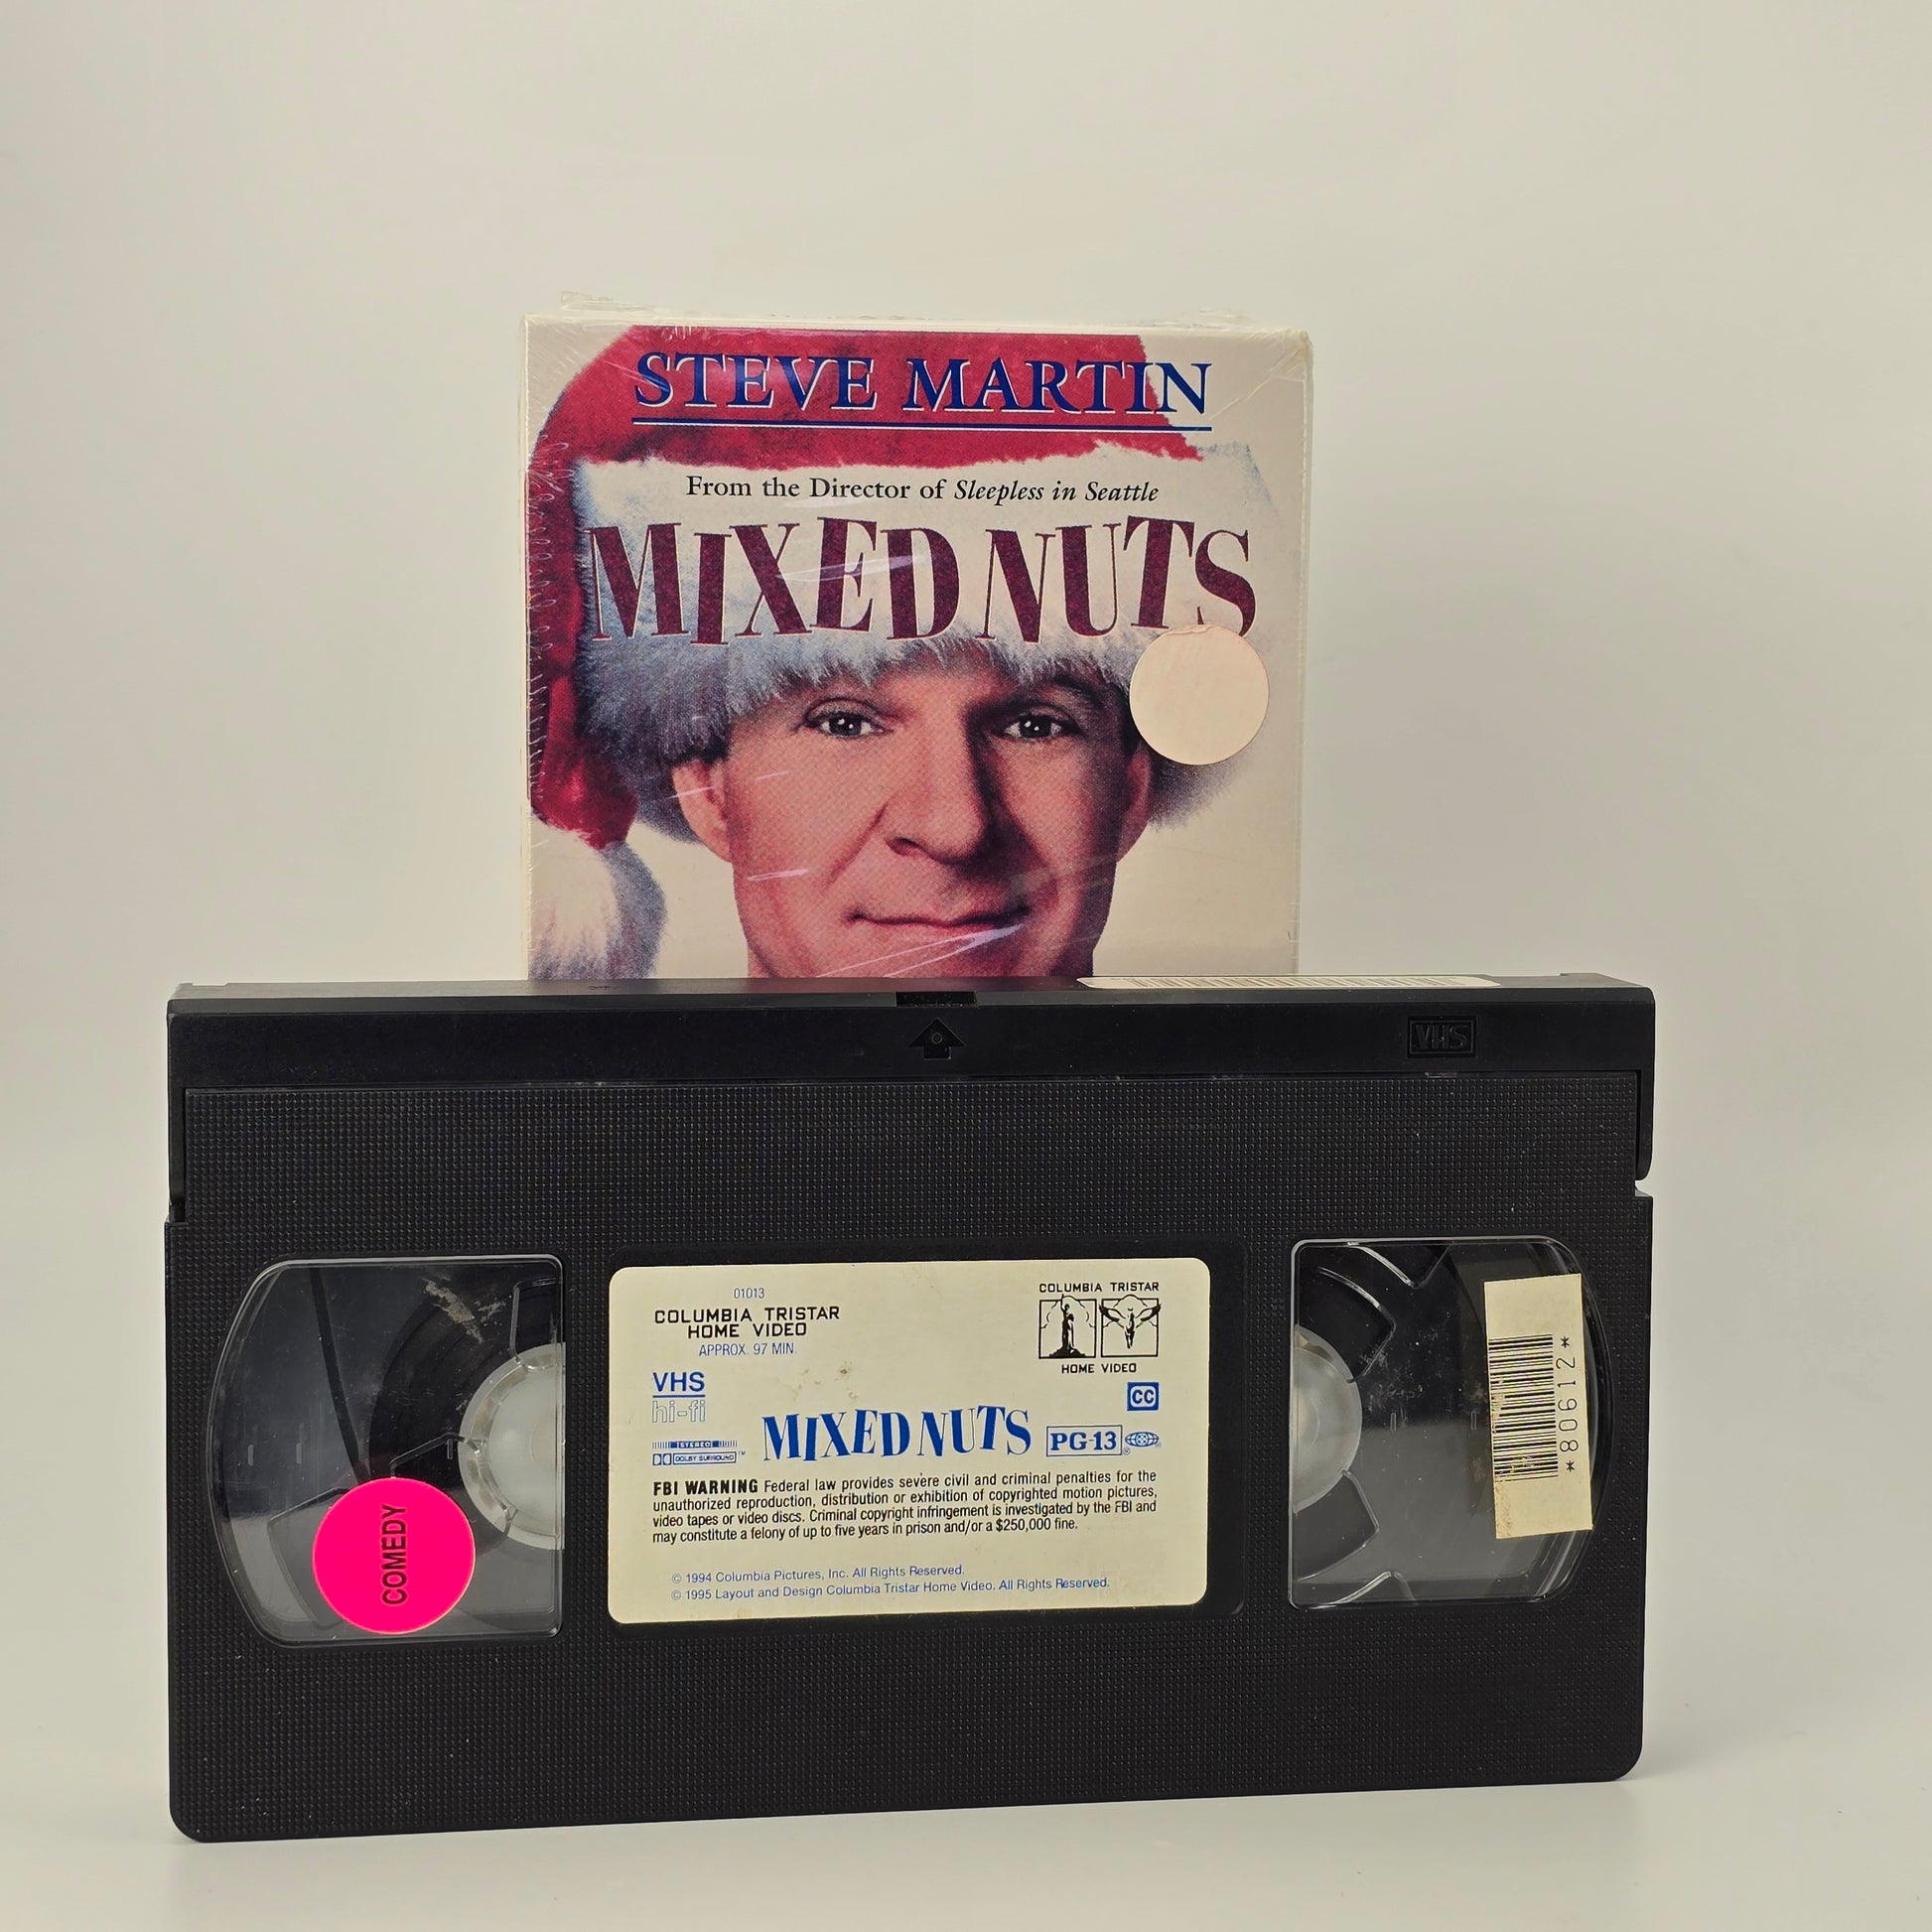 STEVE MARTIN
From the Director of Sleepless in Seattle
MIXED NUTS
VHS
01013
COLUMBIA TRISTAR
HOME VIDEO
APPROX. 97 MIN.
COLUMBIA TRISTAR
HOME VIDEO
VHS
hi-fi
CC
STEREO
DOLBY SURROUND
TM
MIXED NUTS
PG-13
®
FBI WARNING Federal law provides severe civil and criminal penalties for the
unauthorized reproduction, distribution or exhibition of copyrighted motion pictures,
video tapes or video discs. Criminal copyright infringement is investigated by the FBI and
may constitute a felony of up to five years in prison and/or a $250,000 fine.
© 1994 Columbia Pictures, Inc. All Rights Reserved.
© 1995 Layout and Design Columbia Tristar Home Video. All Rights Reserved.
COMEDY
*80612*